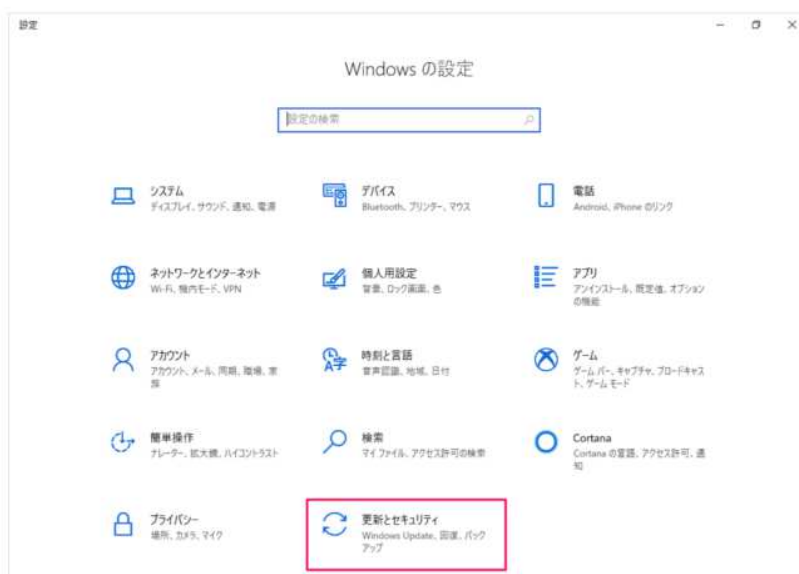 設定
Windows の設定
設定の検索
システム
ディスプレイ、サウンド、通知、電源
デバイス
Bluetooth、プリンター、マウス
電話
Android、iPhone のリンク
ネットワークとインターネット
Wi-Fi、機内モード、VPN
個人用設定
背景、ロック画面、色
アプリ
アンインストール、既定値、オプション
の機能
アカウント
アカウント、メール、同期、職場、家
族
時刻と言語
音声認識、地域、日付
ゲーム
ゲーム バー、キャプチャ、ブロードキャス
ト、ゲーム モード
簡単操作
ナレーター、拡大鏡、ハイコントラスト
検索
マイ ファイル、アクセス許可の検索
Cortana
Cortana の言語、アクセス許可、通
知
プライバシー
場所、カメラ、マイク
更新とセキュリティ
Windows Update、回復、バック
アップ